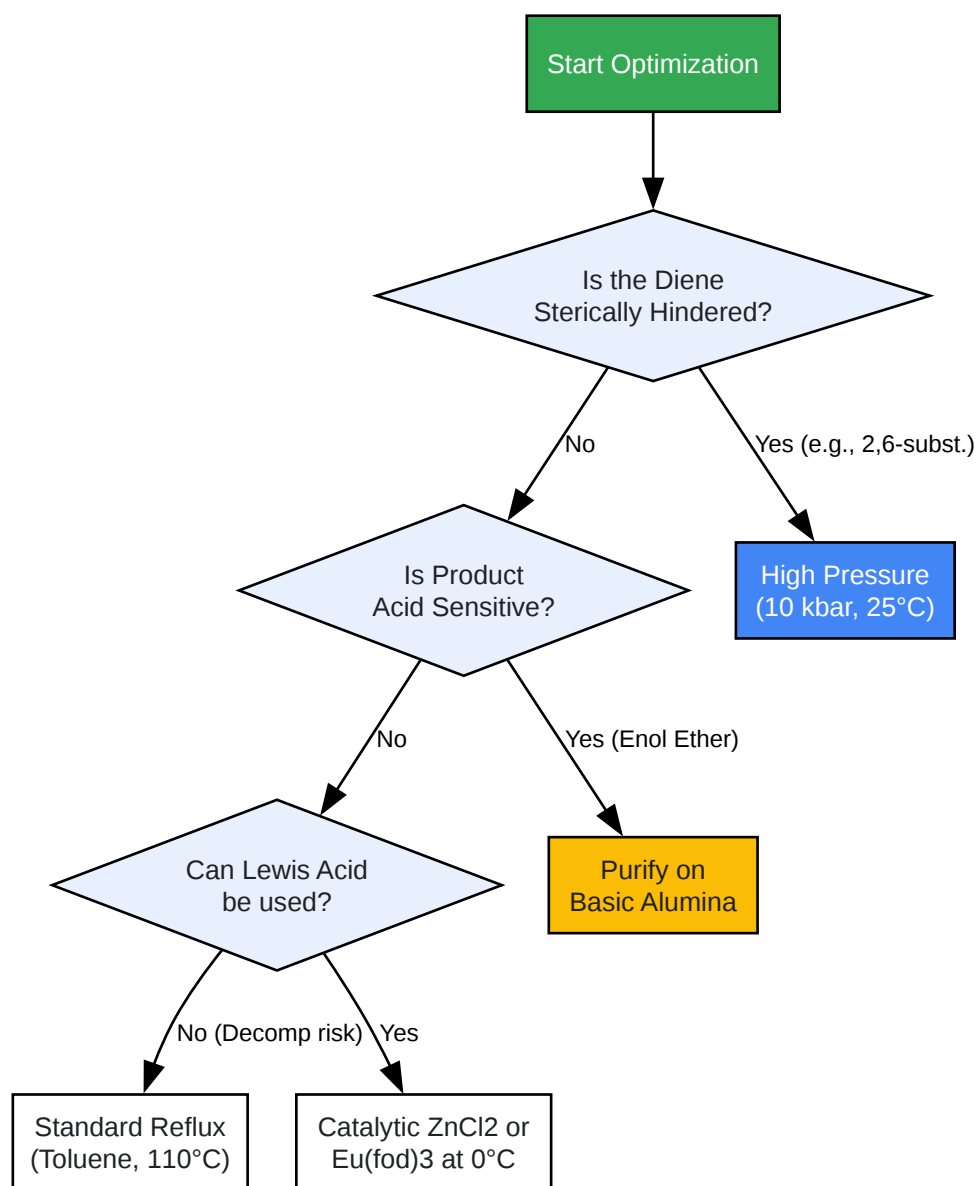 Start Optimization
Is the Diene
Sterically Hindered?
No
Yes (e.g., 2,6-subst.)
Is Product
Acid Sensitive?
High Pressure
(10 kbar, 25°C)
No
Yes (Enol Ether)
Can Lewis Acid
be used?
Purify on
Basic Alumina
No (Decomp risk)
Yes
Standard Reflux
(Toluene, 110°C)
Catalytic ZnCl2 or
Eu(fod)3 at 0°C